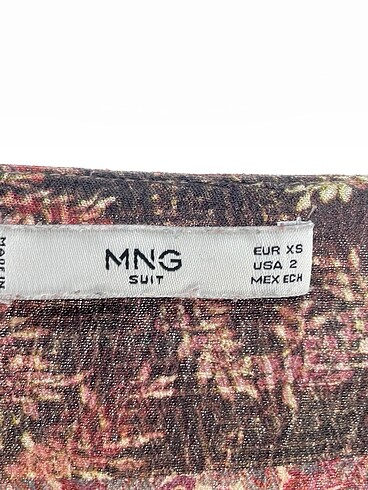 MADE IN
MNG
SUIT
EUR XS
USA 2
MEX ECH